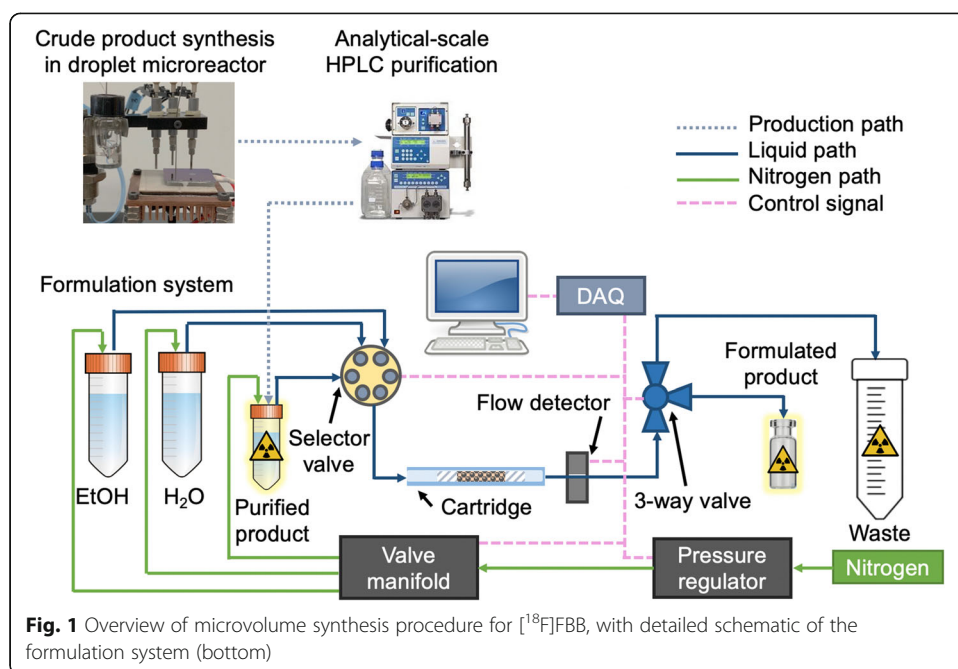 Crude product synthesis
in droplet microreactor
Analytical-scale
HPLC purification
Production path
Liquid path
Nitrogen path
Control signal
Formulation system
DAQ
Formulated
product
Flow detector
Selector
valve
EtOH
H₂O
Purified
product
Cartridge
3-way valve
Waste
Valve
manifold
Pressure
regulator
Nitrogen
Fig. 1 Overview of microvolume synthesis procedure for [¹⁸F]FBB, with detailed schematic of the
formulation system (bottom)